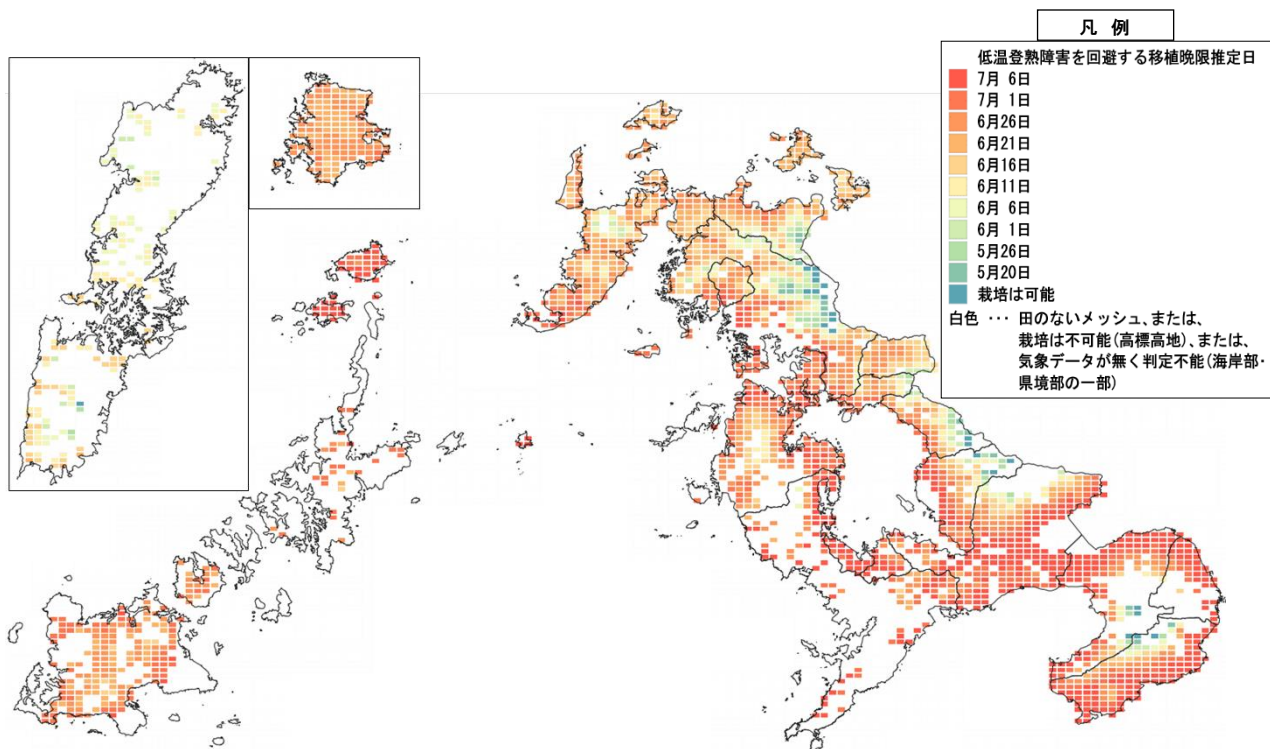 凡 例
低温登熟障害を回避する移植晩限推定日
7月 6日
7月 1日
6月26日
6月21日
6月16日
6月11日
6月 6日
6月 1日
5月26日
5月20日
栽培は可能
白色 ・・・ 田のないメッシュ、または、
栽培は不可能(高標高地)、または、
気象データが無く判定不能(海岸部・
県境部の一部)